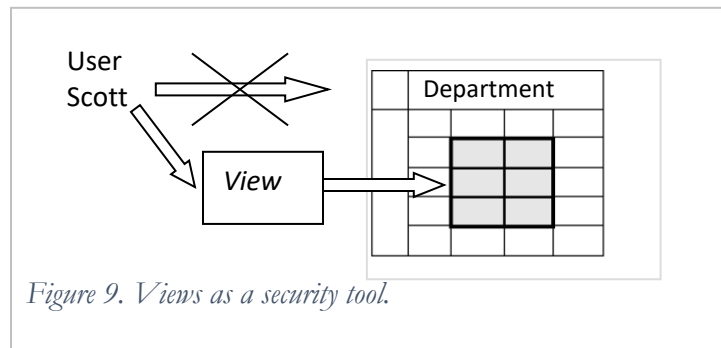 User
Scott
Department
View
Figure 9. Views as a security tool.